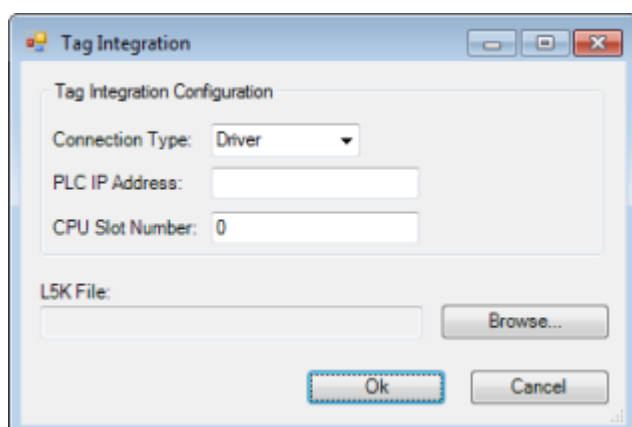 Tag Integration
Tag Integration Configuration
Connection Type: Driver
PLC IP Address:
CPU Slot Number: 0
L5K File:
Browse...
Ok Cancel